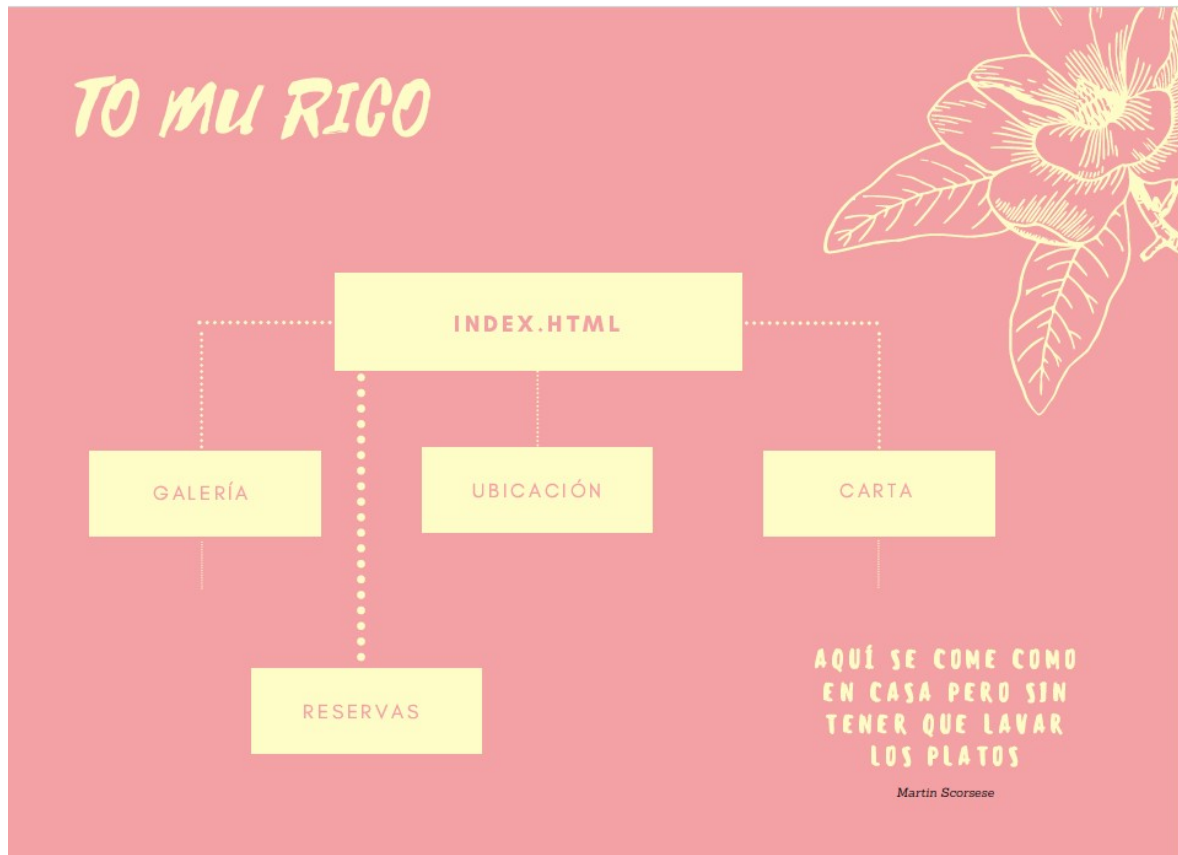 TO MU RICO
INDEX.HTML
GALERÍA
UBICACIÓN
CARTA
RESERVAS
AQUÍ SE COME COMO
EN CASA PERO SIN
TENER QUE LAVAR
LOS PLATOS
Martin Scorsese